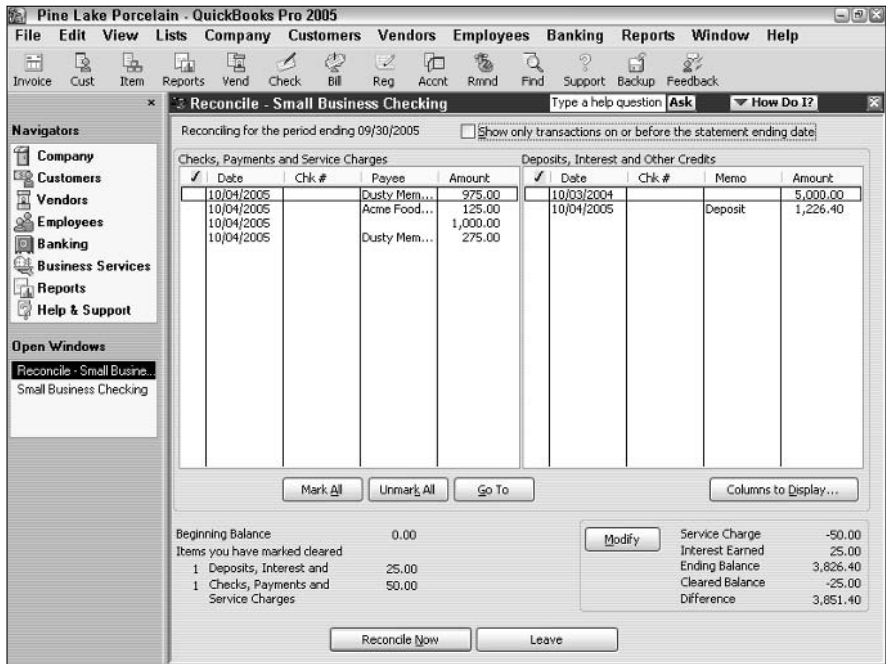 Pine Lake Porcelain - QuickBooks Pro 2005
File Edit View Lists Company Customers Vendors Employees Banking Reports Window Help
Invoice Cust Item Reports Vend Check Bill Reg Accnt Rmnd Find Support Backup Feedback
Reconcile - Small Business Checking Type a help question Ask How Do I?
Navigators
Company
Customers
Vendors
Employees
Banking
Business Services
Reports
Help & Support
Open Windows
Reconcile - Small Busine...
Small Business Checking
Reconciling for the period ending 09/30/2005 Show only transactions on or before the statement ending date
Checks, Payments and Service Charges
✓ Date Chk # Payee Amount
10/04/2005 Dusty Mem... 975.00
10/04/2005 Acme Food... 125.00
10/04/2005 1,000.00
10/04/2005 Dusty Mem... 275.00
Deposits, Interest and Other Credits
✓ Date Chk # Memo Amount
10/03/2004 5,000.00
10/04/2005 Deposit 1,226.40
Mark All Unmark All Go To Columns to Display...
Beginning Balance 0.00
Items you have marked cleared
1 Deposits, Interest and 25.00
1 Checks, Payments and 50.00
Service Charges
Modify
Service Charge -50.00
Interest Earned 25.00
Ending Balance 3,826.40
Cleared Balance -25.00
Difference 3,851.40
Reconcile Now Leave